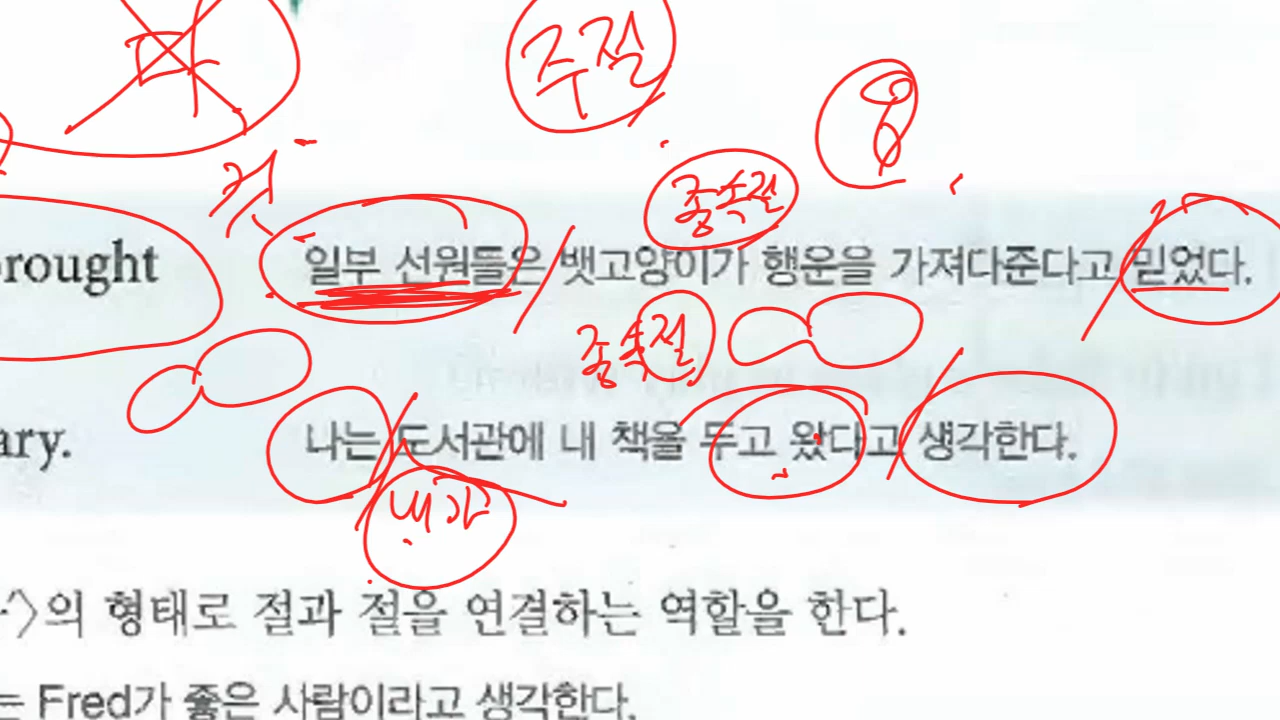 주절
종속절
rought 일부 선원들은 뱃고양이가 행운을 가져다준다고 믿었다.
종속절
ary. 나는 도서관에 내 책을 두고 왔다고 생각한다.
내가
의 형태로 절과 절을 연결하는 역할을 한다.
는 Fred가 좋은 사람이라고 생각한다.